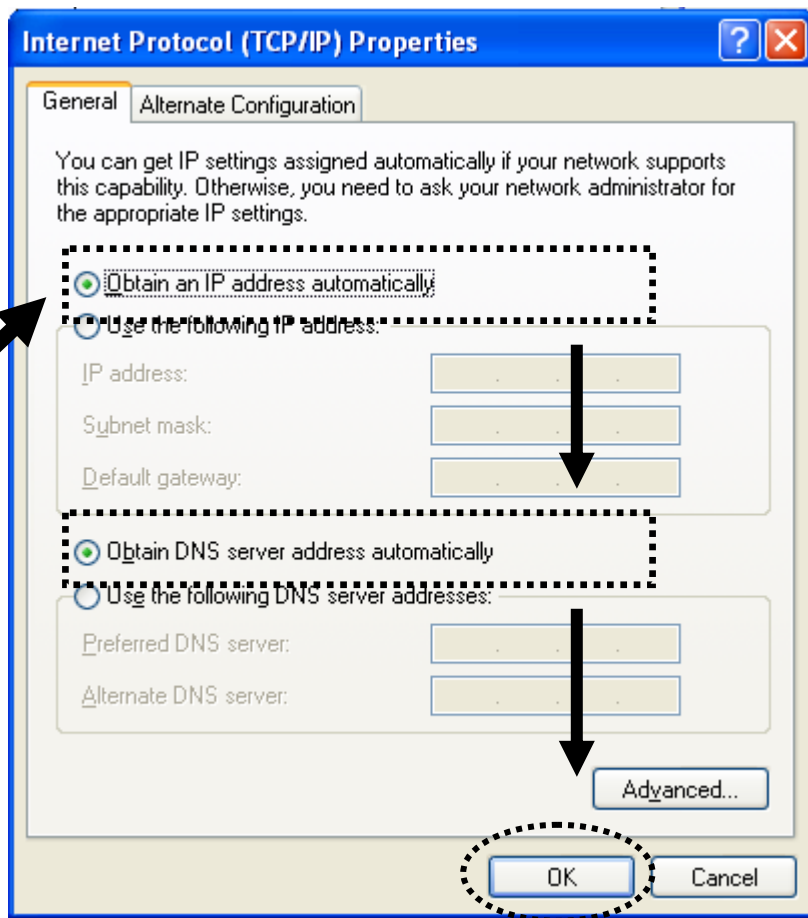 Internet Protocol (TCP/IP) Properties
General
Alternate Configuration
You can get IP settings assigned automatically if your network supports
this capability. Otherwise, you need to ask your network administrator for
the appropriate IP settings.
Obtain an IP address automatically
Use the following IP address:
IP address:
Subnet mask:
Default gateway:
Obtain DNS server address automatically
Use the following DNS server addresses:
Preferred DNS server:
Alternate DNS server:
Advanced...
OK
Cancel